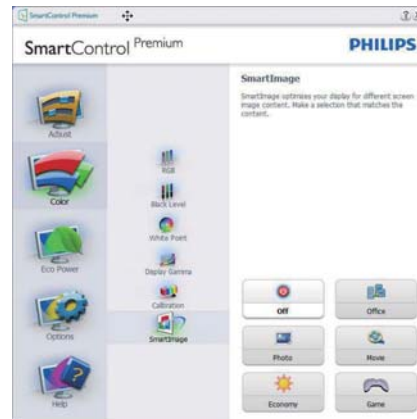 SmartControl Premium
SmartControl Premium
PHILIPS
Adjust
Color
Eco Power
Options
Help
RGB
Black Level
White Point
Display Gamma
Calibration
SmartImage
SmartImage
SmartImage optimizes your display for different screen
image content. Make a selection that matches the
content.
Off
Office
Photo
Movie
Economy
Game